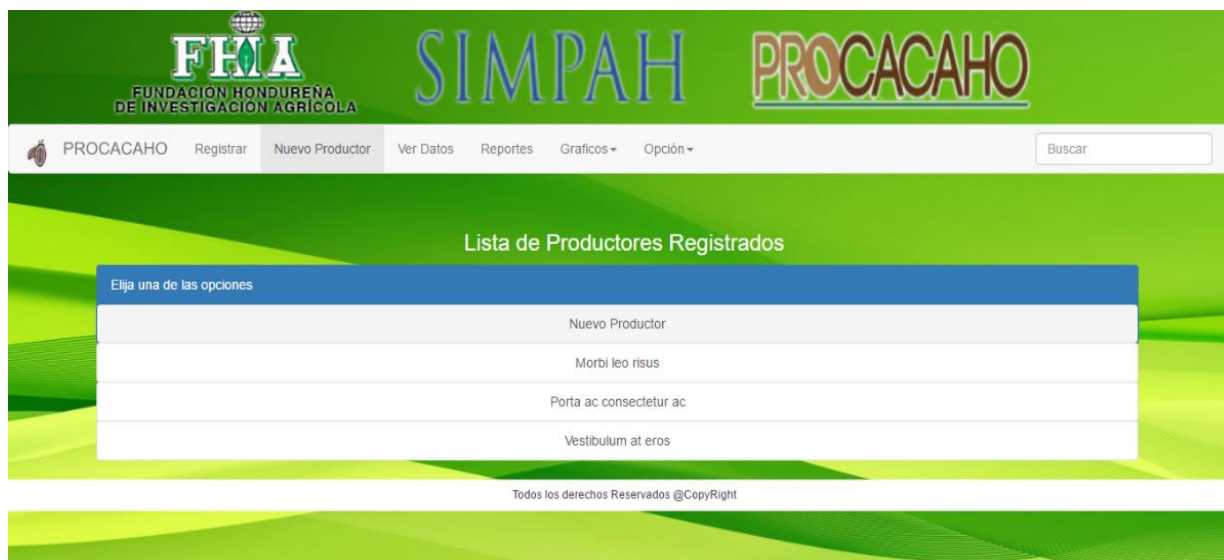 FHIA
FUNDACIÓN HONDUREÑA
DE INVESTIGACIÓN AGRÍCOLA
SIMPAH
PROCACAHO
PROCACAHO Registrar Nuevo Productor Ver Datos Reportes Graficos Opción Buscar
Lista de Productores Registrados
Elija una de las opciones
Nuevo Productor
Morbi leo risus
Porta ac consectetur ac
Vestibulum at eros
Todos los derechos Reservados @CopyRight